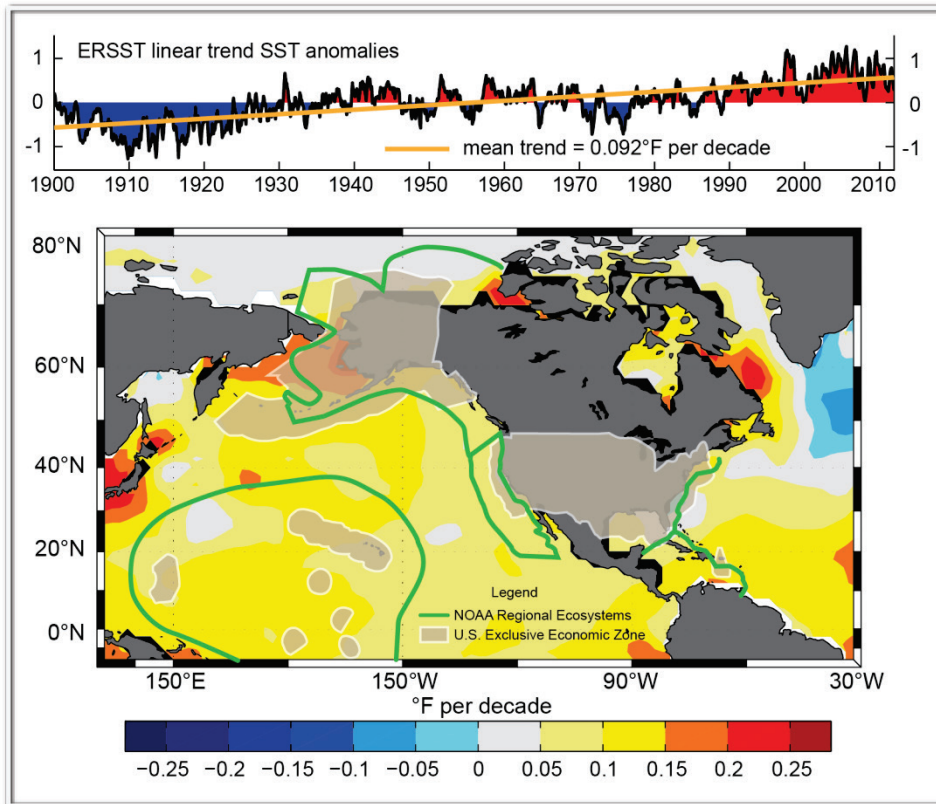 ERSST linear trend SST anomalies
1 1
0 0
-1 -1
mean trend = 0.092°F per decade
1900 1910 1920 1930 1940 1950 1960 1970 1980 1990 2000 2010
80°N
60°N
40°N
20°N
0°N
Legend
NOAA Regional Ecosystems
U.S. Exclusive Economic Zone
150°E 150°W 90°W 30°W
°F per decade
−0.25 −0.2 −0.15 −0.1 −0.05 0 0.05 0.1 0.15 0.2 0.25